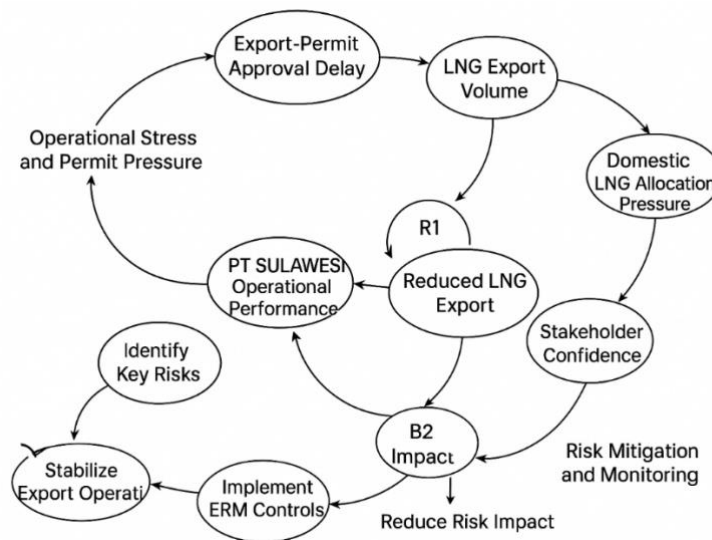 Export-Permit
Approval Delay
LNG Export
Volume
Operational Stress
and Permit Pressure
Domestic
LNG Allocation
Pressure
R1
PT SULAWESI
Operational
Performance
Reduced LNG
Export
Stakeholder
Confidence
Identify
Key Risks
B2
Impact
Risk Mitigation
and Monitoring
Stabilize
Export Operati
Implement
ERM Controls
Reduce Risk Impact